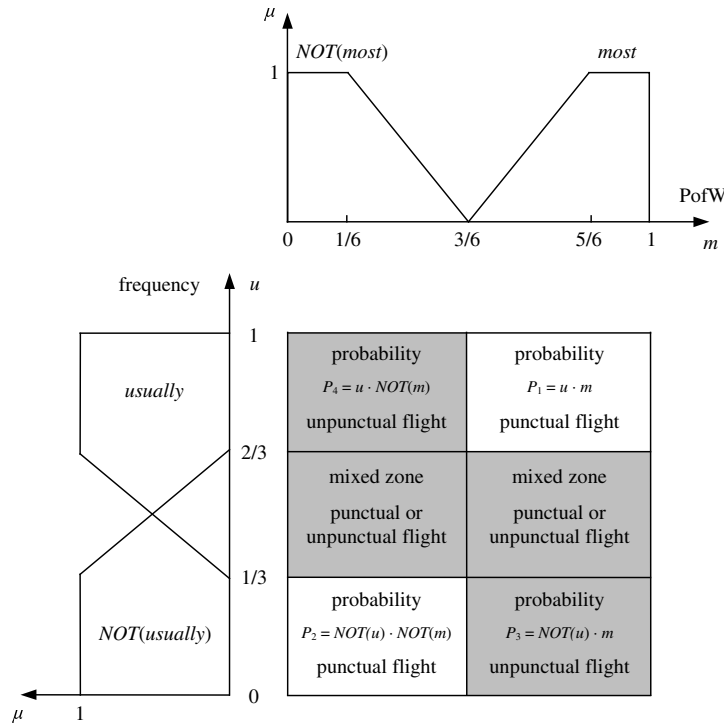 μ
NOT(most)
most
1
PofW
0
1/6
3/6
5/6
1
m
frequency
u
1
probability
probability
usually
P4 = u · NOT(m)
P1 = u · m
unpunctual flight
punctual flight
2/3
mixed zone
mixed zone
punctual or
punctual or
unpunctual flight
unpunctual flight
1/3
probability
probability
NOT(usually)
P2 = NOT(u) · NOT(m)
P3 = NOT(u) · m
punctual flight
unpunctual flight
μ
1
0